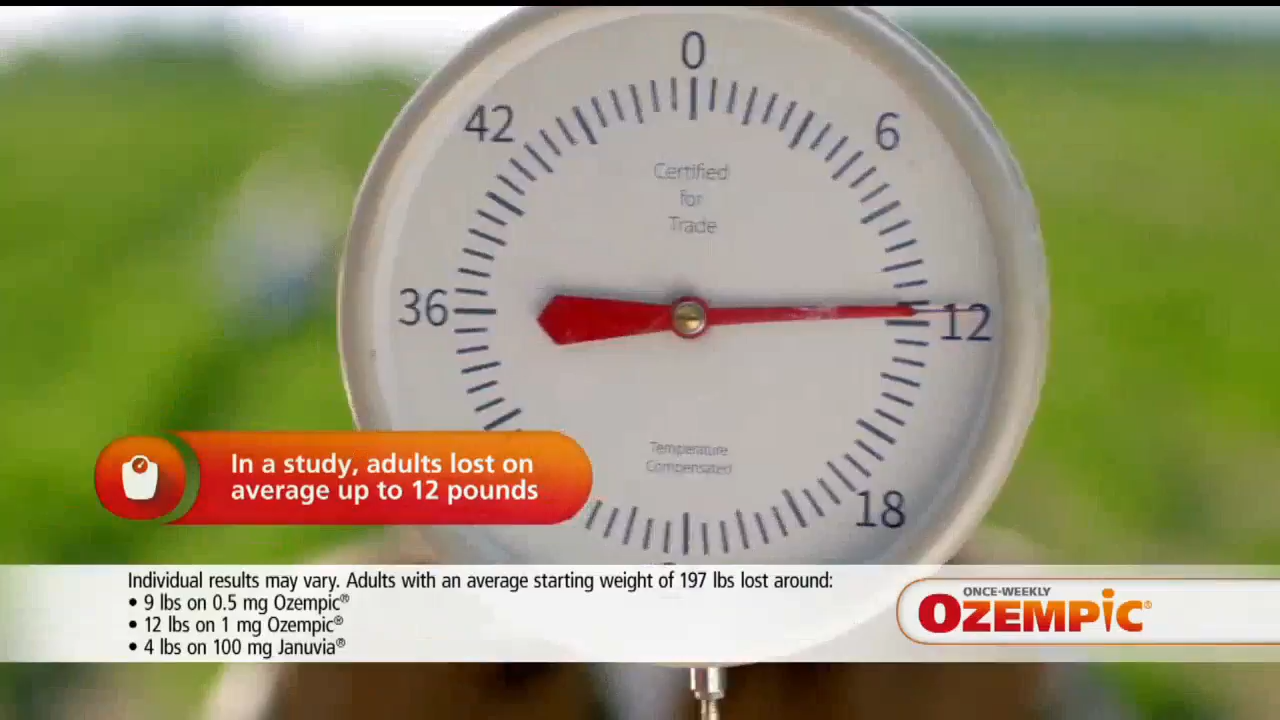 0
42
6
Certified
for
Trade
36
12
Temperature
Compensated
18
In a study, adults lost on
average up to 12 pounds
Individual results may vary. Adults with an average starting weight of 197 lbs lost around:
• 9 lbs on 0.5 mg Ozempic®
• 12 lbs on 1 mg Ozempic®
• 4 lbs on 100 mg Januvia®
ONCE-WEEKLY
OZEMPIC®